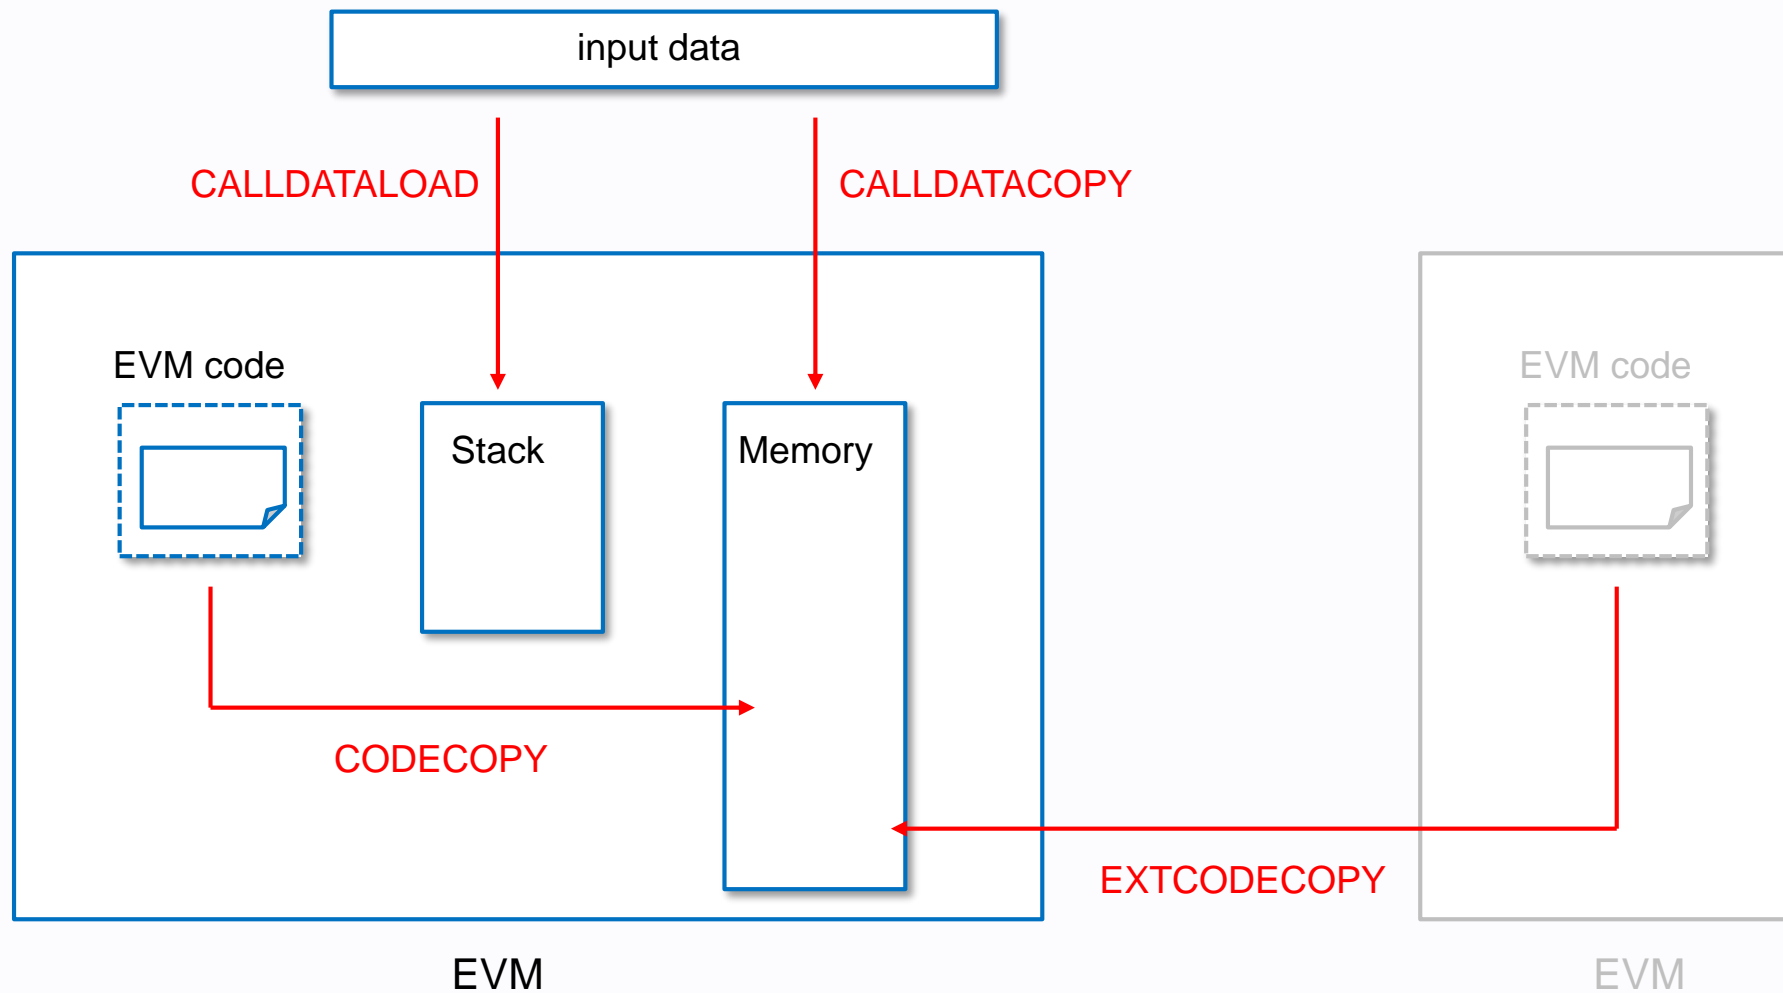 input data
CALLDATALOAD
CALLDATACOPY
EVM code
EVM code
Stack
Memory
CODECOPY
EXTCODECOPY
EVM
EVM